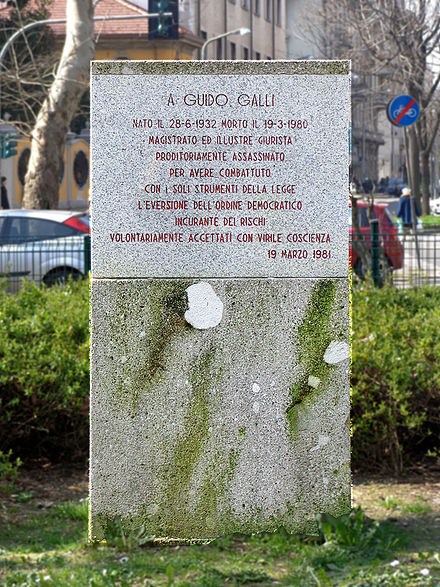 A GUIDO GALLI
NATO IL 28-6-1932 MORTO IL 19-3-1980
MAGISTRATO ED ILLUSTRE GIURISTA
PRODITORIAMENTE ASSASSINATO
PER AVERE COMBATTUTO
CON I SOLI STRUMENTI DELLA LEGGE
L'EVERSIONE DELL'ORDINE DEMOCRATICO
INCURANTE DEI RISCHI
VOLONTARIAMENTE ACCETTATI CON VIRILE COSCIENZA
19 MARZO 1981